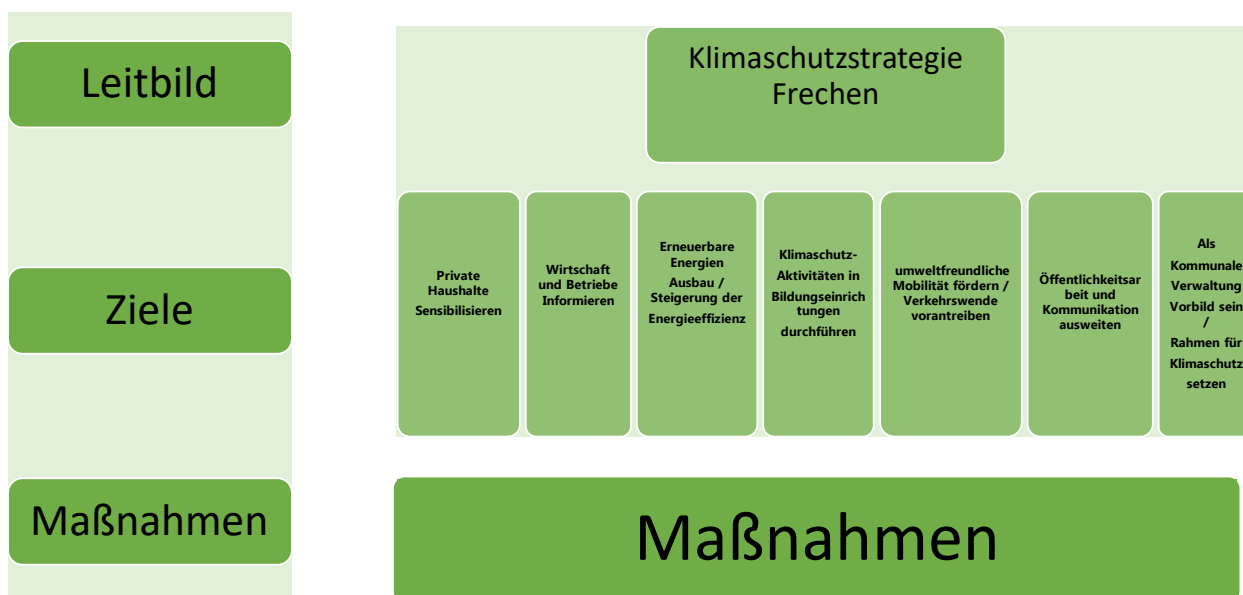 Leitbild
Ziele
Maßnahmen
Klimaschutzstrategie
Frechen
Private
Haushalte
Sensibilisieren
Wirtschaft
und Betriebe
Informieren
Erneuerbare
Energien
Ausbau /
Steigerung der
Energieeffizienz
Klimaschutz-
Aktivitäten in
Bildungseinrich
tungen
durchführen
umweltfreundliche
Mobilität fördern /
Verkehrswende
vorantreiben
Öffentlichkeitsar
beit und
Kommunikation
ausweiten
Als
Kommunale
Verwaltung
Vorbild sein
/
Rahmen für
Klimaschutz
setzen
Maßnahmen